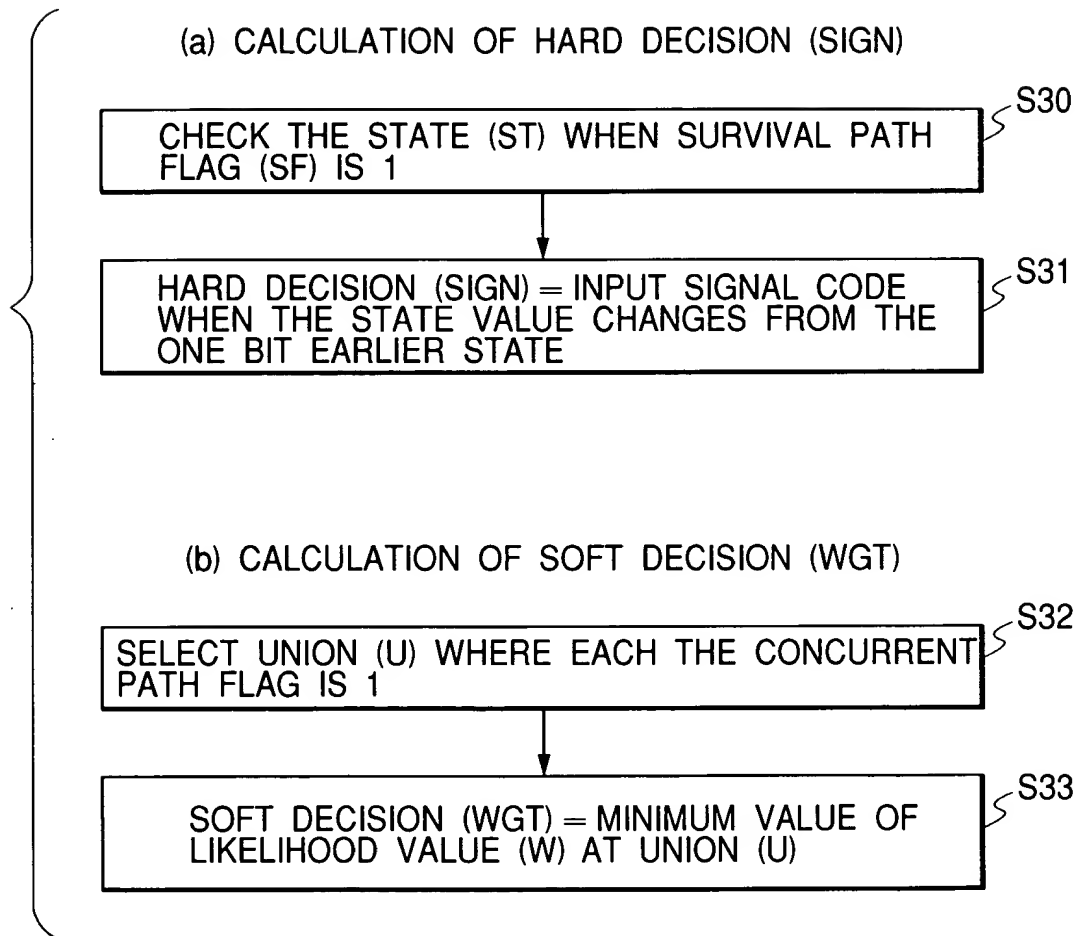 (a) CALCULATION OF HARD DECISION (SIGN)
S30
CHECK THE STATE (ST) WHEN SURVIVAL PATH
FLAG (SF) IS 1
S31
HARD DECISION (SIGN) = INPUT SIGNAL CODE
WHEN THE STATE VALUE CHANGES FROM THE
ONE BIT EARLIER STATE
(b) CALCULATION OF SOFT DECISION (WGT)
S32
SELECT UNION (U) WHERE EACH THE CONCURRENT
PATH FLAG IS 1
S33
SOFT DECISION (WGT) = MINIMUM VALUE OF
LIKELIHOOD VALUE (W) AT UNION (U)